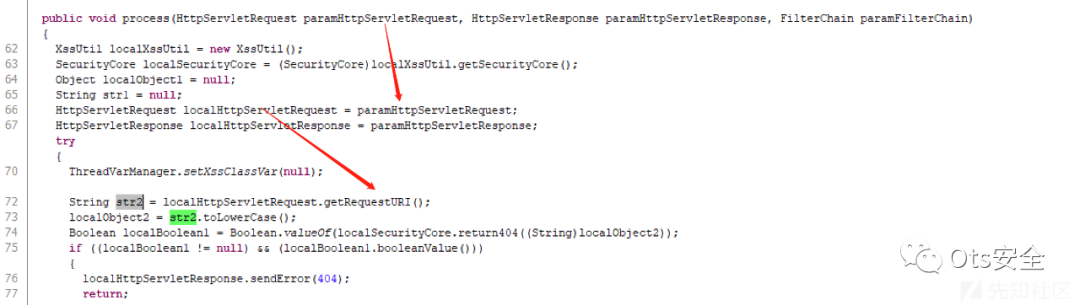 public void process(HttpServletRequest paramHttpServletRequest, HttpServletResponse paramHttpServletResponse, FilterChain paramFilterChain)
{
62 XssUtil localXssUtil = new XssUtil();
63 SecurityCore localSecurityCore = (SecurityCore)localXssUtil.getSecurityCore();
64 Object localObject1 = null;
65 String str1 = null;
66 HttpServletRequest localHttpServletRequest = paramHttpServletRequest;
67 HttpServletResponse localHttpServletResponse = paramHttpServletResponse;
try
{
70 ThreadVarManager.setXssClassVar(null);
72 String str2 = localHttpServletRequest.getRequestURI();
73 localObject2 = str2.toLowerCase();
74 Boolean localBoolean1 = Boolean.valueOf(localSecurityCore.return404((String)localObject2));
75 if ((localBoolean1 != null) && (localBoolean1.booleanValue()))
{
76 localHttpServletResponse.sendError(404);
77 return;
Ots安全
先知社区